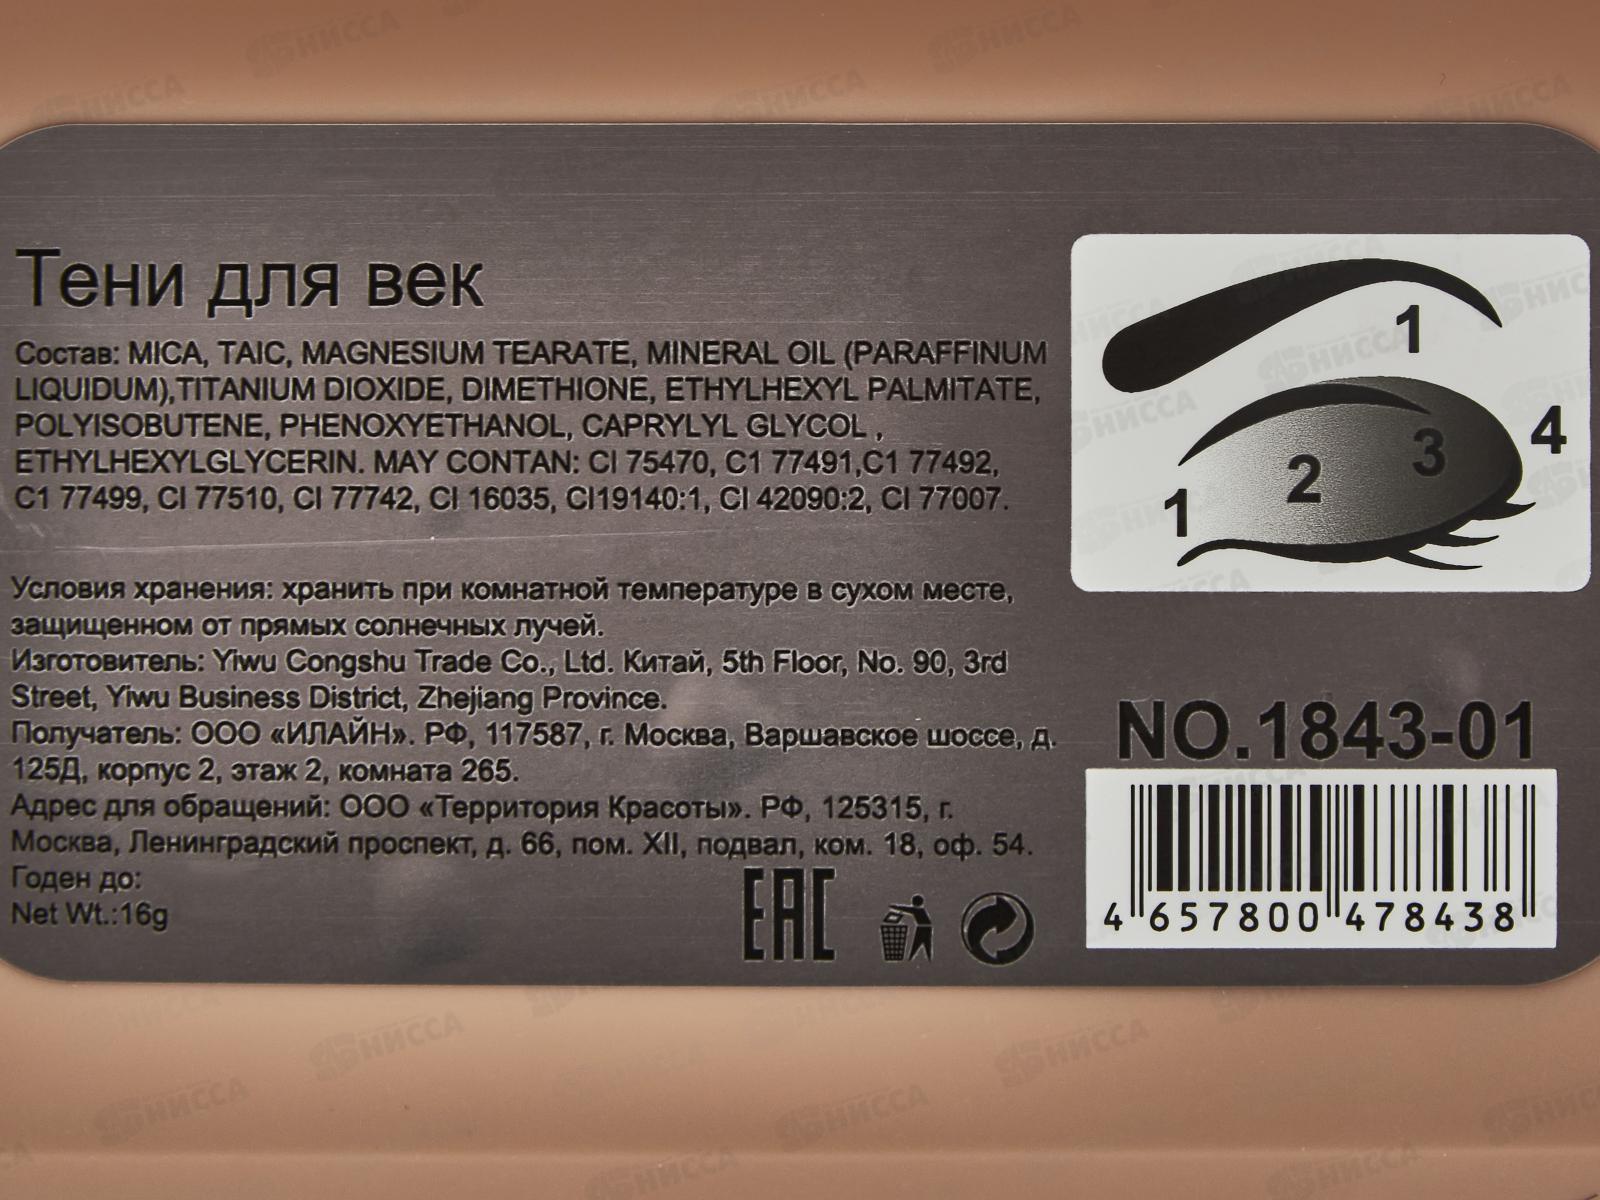 Тени для век
Состав: MICA, TAIC, MAGNESIUM TEARATE, MINERAL OIL (PARAFFINUM
LIQUIDUM),TITANIUM DIOXIDE, DIMETHIONE, ETHYLHEXYL PALMITATE,
POLYISOBUTENE, PHENOXYETHANOL, CAPRYLYL GLYCOL ,
ETHYLHEXYLGLYCERIN. MAY CONTAN: CI 75470, C1 77491,C1 77492,
C1 77499, CI 77510, CI 77742, CI 16035, CI19140:1, CI 42090:2, CI 77007.
Условия хранения: хранить при комнатной температуре в сухом месте,
защищенном от прямых солнечных лучей.
Изготовитель: Yiwu Congshu Trade Co., Ltd. Китай, 5th Floor, No. 90, 3rd
Street, Yiwu Business District, Zhejiang Province.
Получатель: ООО «ИЛАЙН». РФ, 117587, г. Москва, Варшавское шоссе, д.
125Д, корпус 2, этаж 2, комната 265.
Адрес для обращений: ООО «Территория Красоты». РФ, 125315, г.
Москва, Ленинградский проспект, д. 66, пом. XII, подвал, ком. 18, оф. 54.
Годен до:
Net Wt.:16g
EAC
1
4
3
2
1
NO.1843-01
4 657800 478438